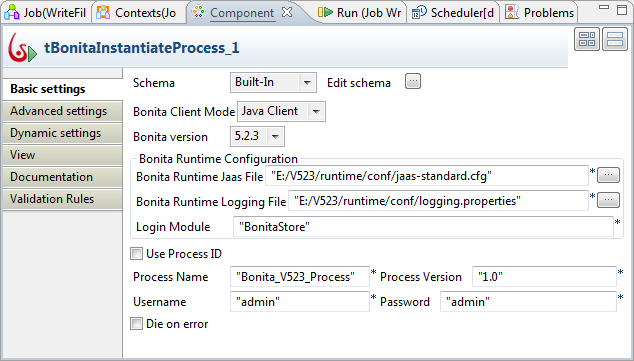 Job(WriteFil Contexts(Jo Component Run (Job Wr Scheduler[d Problems
tBonitaInstantiateProcess_1
Basic settings
Advanced settings
Dynamic settings
View
Documentation
Validation Rules
Schema Built-In Edit schema ...
Bonita Client Mode Java Client
Bonita version 5.2.3
Bonita Runtime Configuration
Bonita Runtime Jaas File "E:/V523/runtime/conf/jaas-standard.cfg" * ...
Bonita Runtime Logging File "E:/V523/runtime/conf/logging.properties" * ...
Login Module "BonitaStore" *
Use Process ID
Process Name "Bonita_V523_Process" * Process Version "1.0" *
Username "admin" * Password "admin" *
Die on error